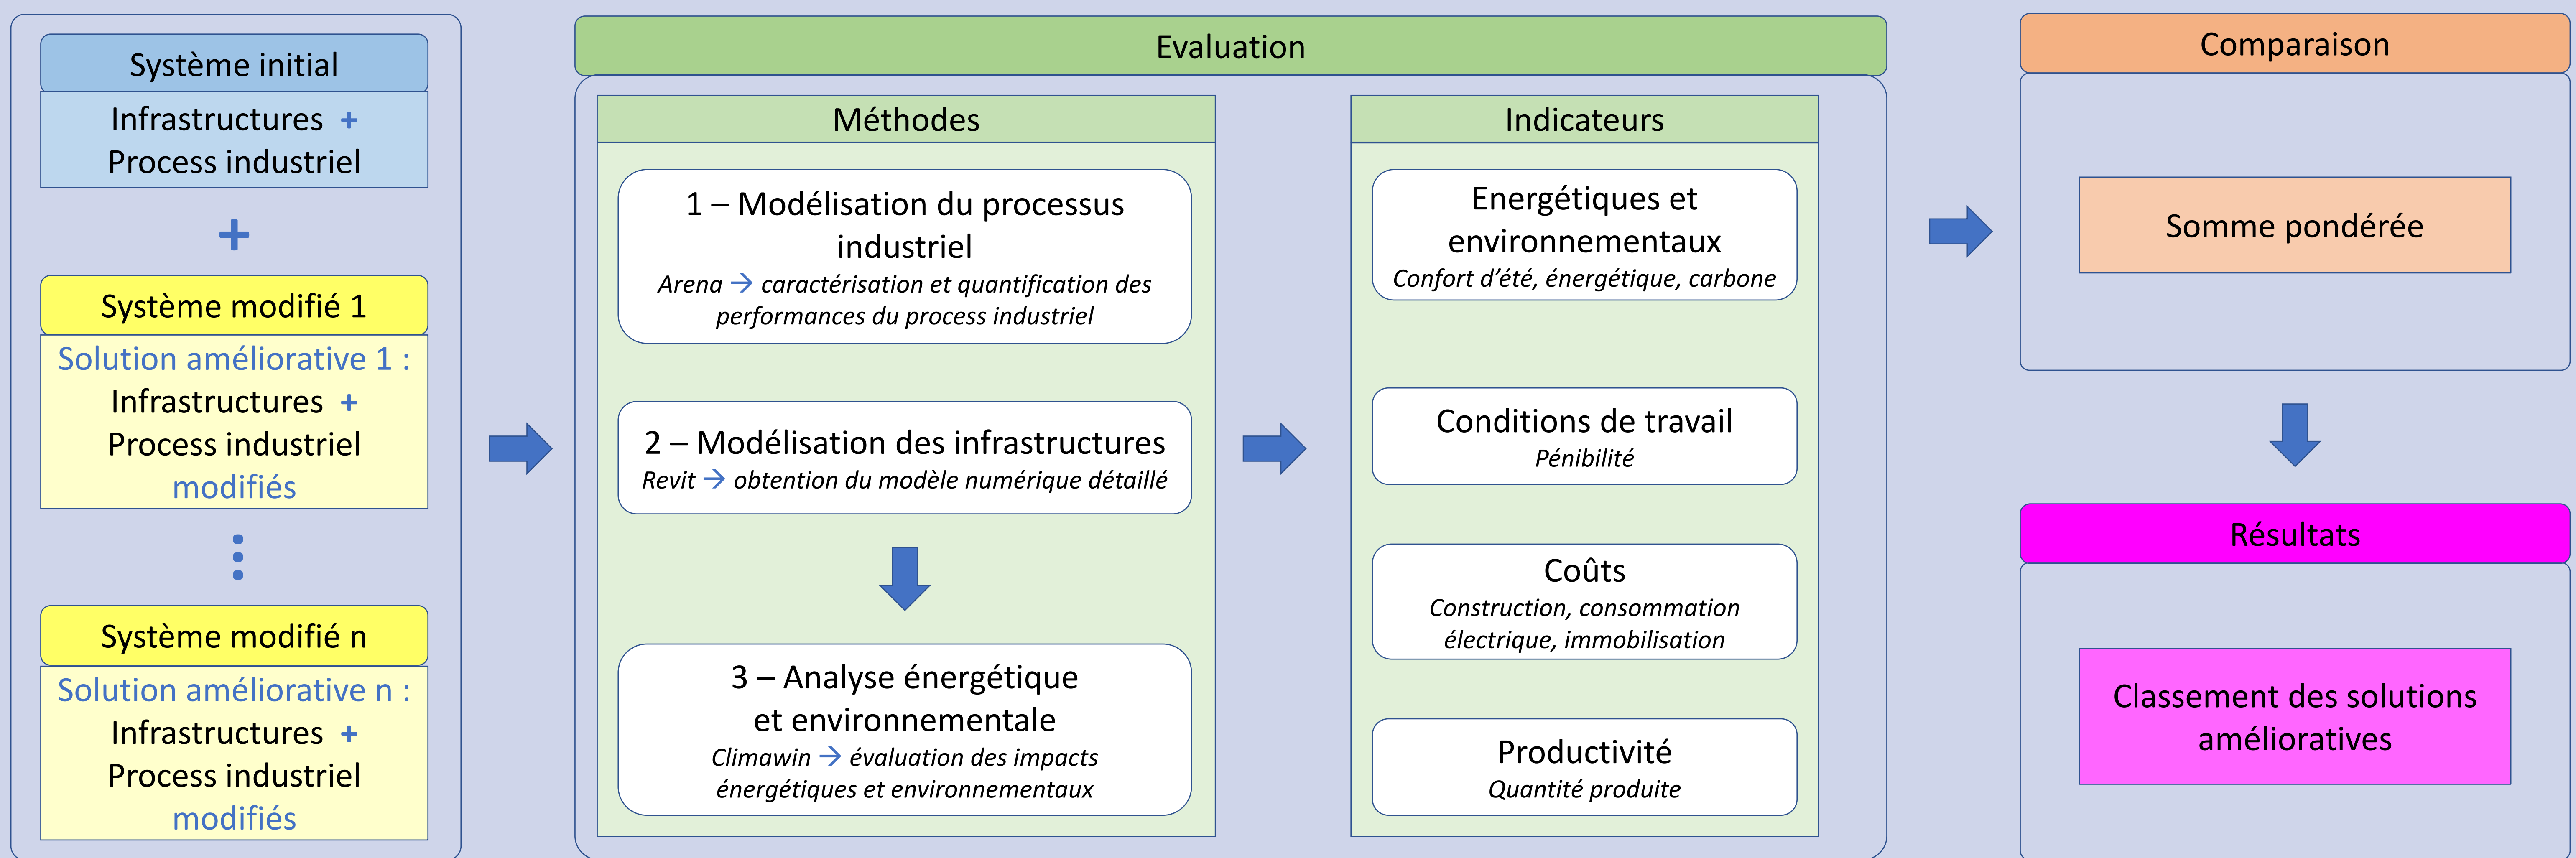 Système initial
Infrastructures +
Process industriel
+
Système modifié 1
Solution améliorative 1 :
Infrastructures +
Process industriel
modifiés
Système modifié n
Solution améliorative n :
Infrastructures +
Process industriel
modifiés
Evaluation
Méthodes
1 – Modélisation du processus
industriel
Arena → caractérisation et quantification des
performances du process industriel
2 – Modélisation des infrastructures
Revit → obtention du modèle numérique détaillé
3 – Analyse énergétique
et environnementale
Climawin → évaluation des impacts
énergétiques et environnementaux
Indicateurs
Energétiques et
environnementaux
Confort d’été, énergétique, carbone
Conditions de travail
Pénibilité
Coûts
Construction, consommation
électrique, immobilisation
Productivité
Quantité produite
Comparaison
Somme pondérée
Résultats
Classement des solutions
amélioratives